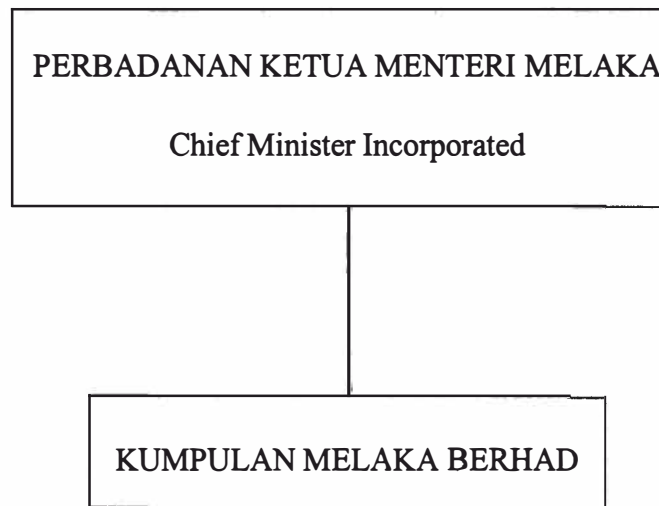 PERBADANAN KETUA MENTERI MELAKA
Chief Minister Incorporated
KUMPULAN MELAKA BERHAD